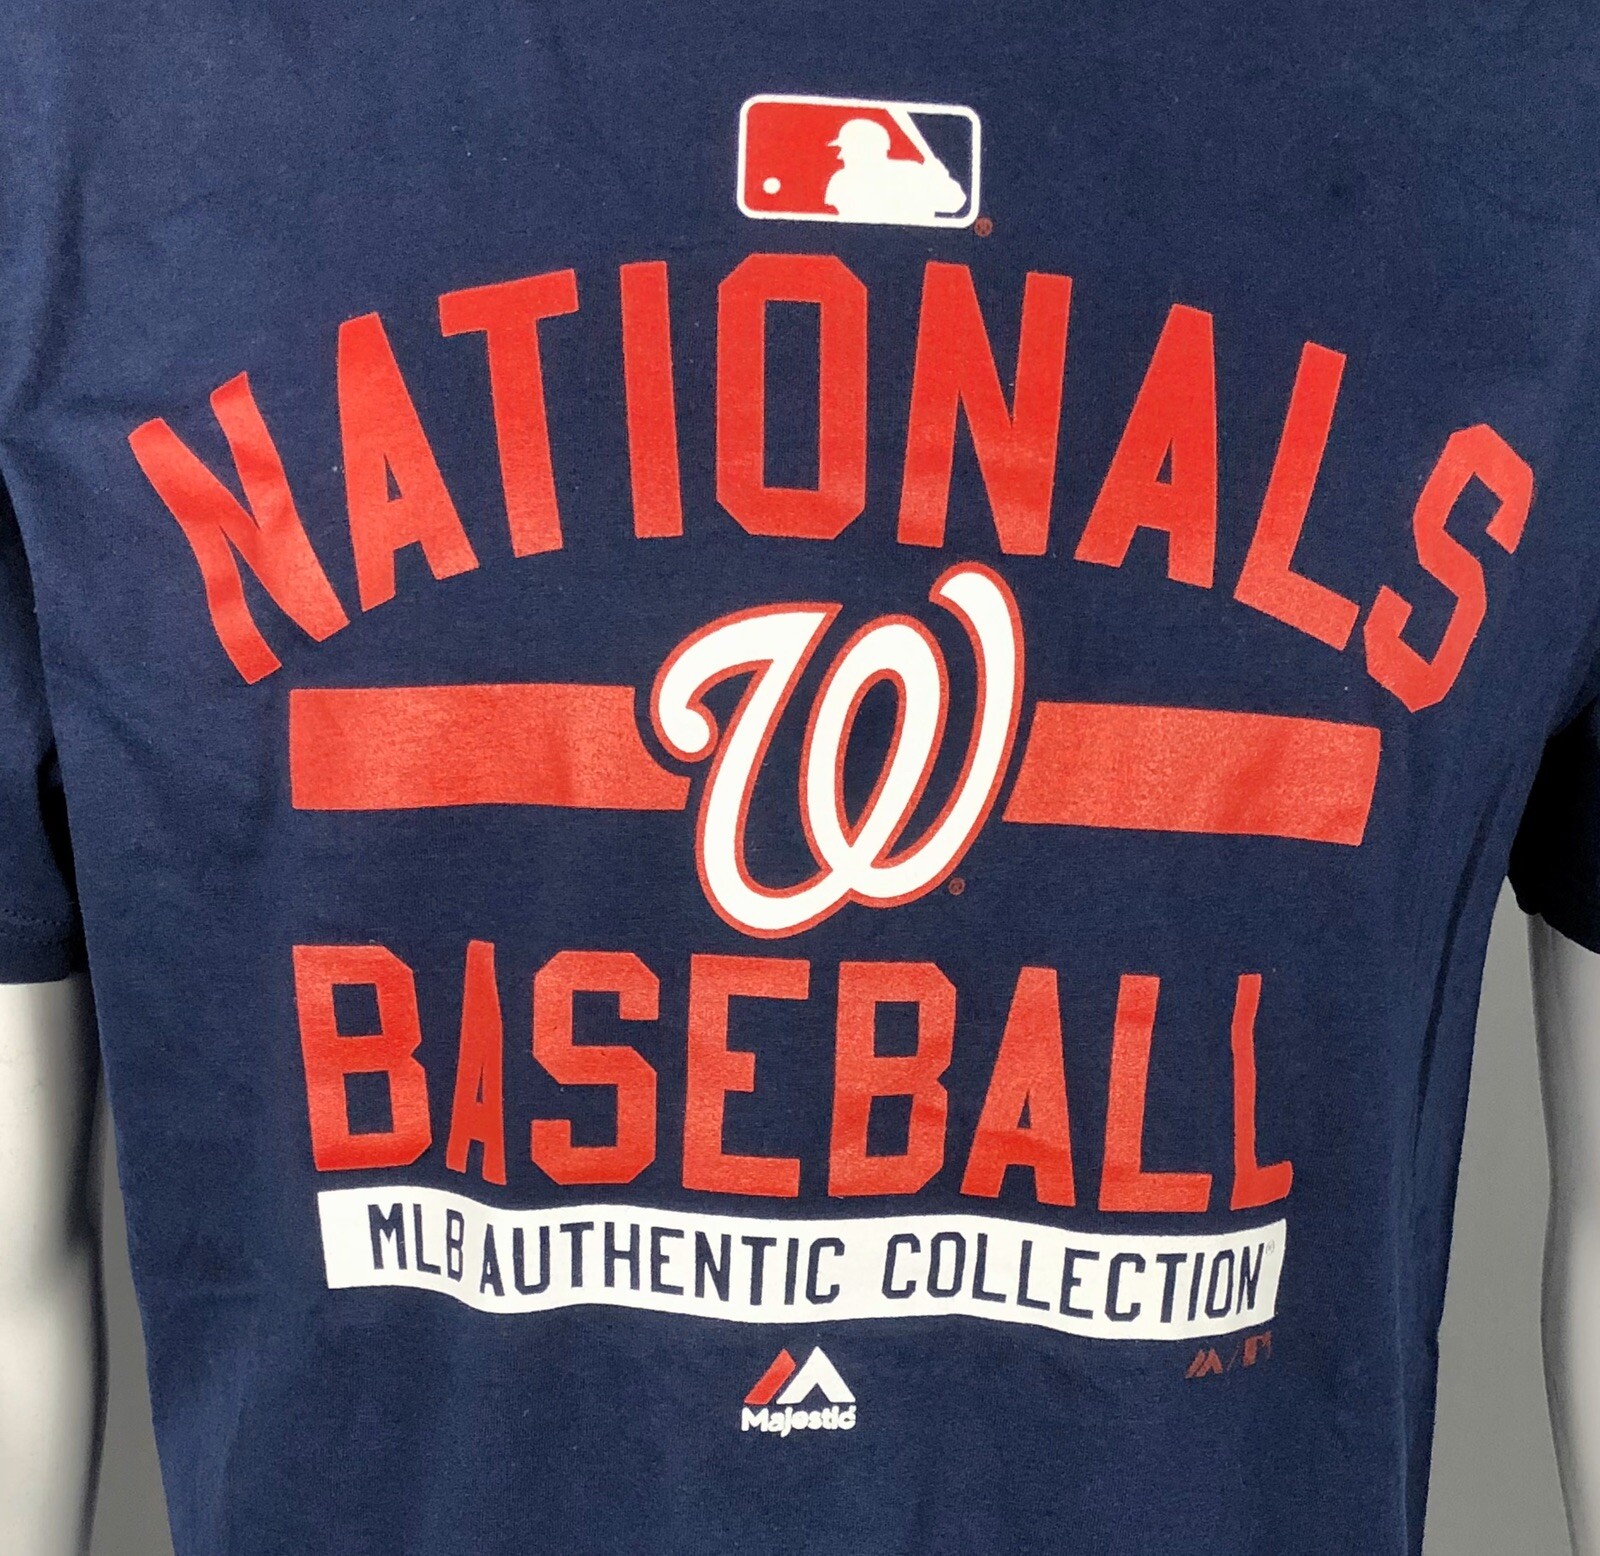 NATIONALS
W
BASEBALL
MLB AUTHENTIC COLLECTION
Majestic